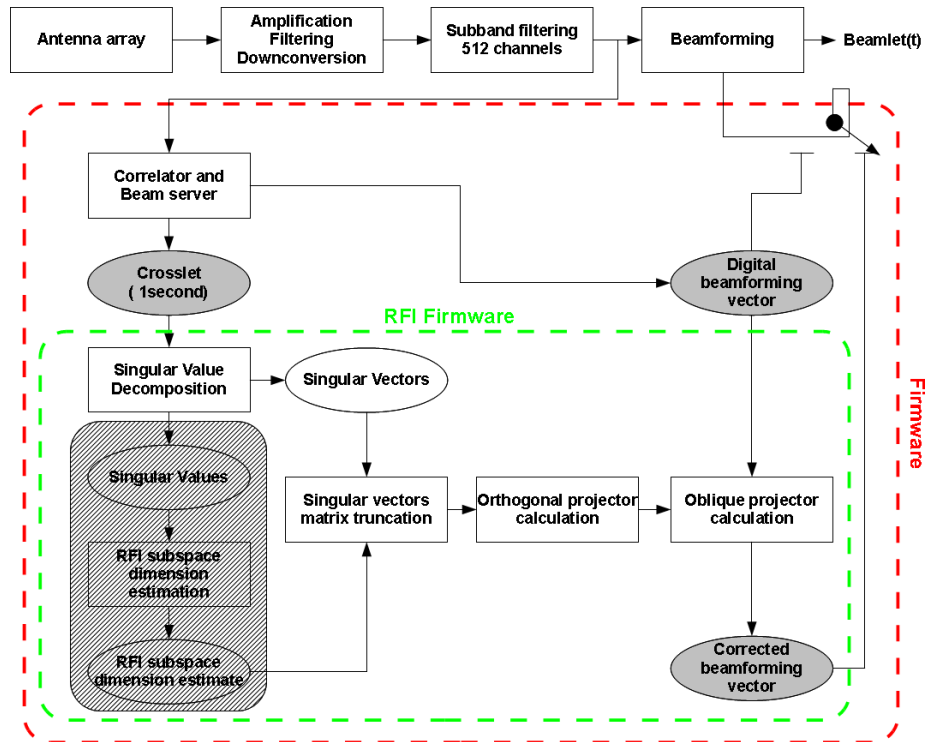 Antenna array
Amplification
Filtering
Downconversion
Subband filtering
512 channels
Beamforming
Beamlet(t)
Correlator and
Beam server
Crosslet
( 1second)
Digital
beamforming
vector
RFI Firmware
Singular Value
Decomposition
Singular Vectors
Firmware
Singular Values
Singular vectors
matrix truncation
Orthogonal projector
calculation
Oblique projector
calculation
RFI subspace
dimension
estimation
RFI subspace
dimension estimate
Corrected
beamforming
vector